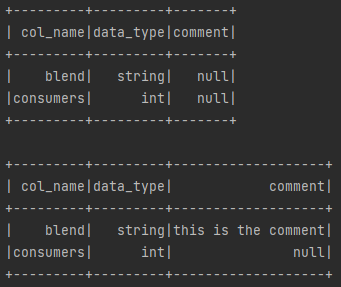 +---------+---------+-------+
| col_name|data_type|comment|
+---------+---------+-------+
|    blend|   string|   null|
|consumers|      int|   null|
+---------+---------+-------+

+---------+---------+-------------------+
| col_name|data_type|            comment|
+---------+---------+-------------------+
|    blend|   string|this is the comment|
|consumers|      int|               null|
+---------+---------+-------------------+